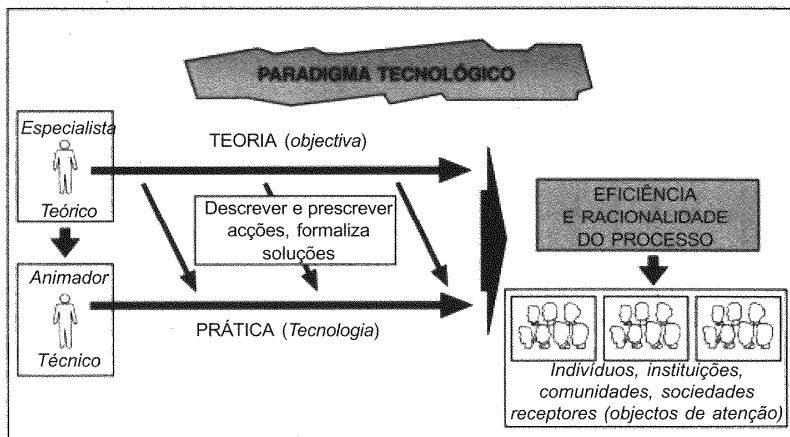 PARADIGMA TECNOLÓGICO
Especialista
Teórico
TEORIA (objectiva)
Descrever e prescrever
acções, formaliza
soluções
Animador
Técnico
PRÁTICA (Tecnologia)
EFICIÊNCIA
E RACIONALIDADE
DO PROCESSO
Indivíduos, instituições,
comunidades, sociedades
receptores (objectos de atenção)